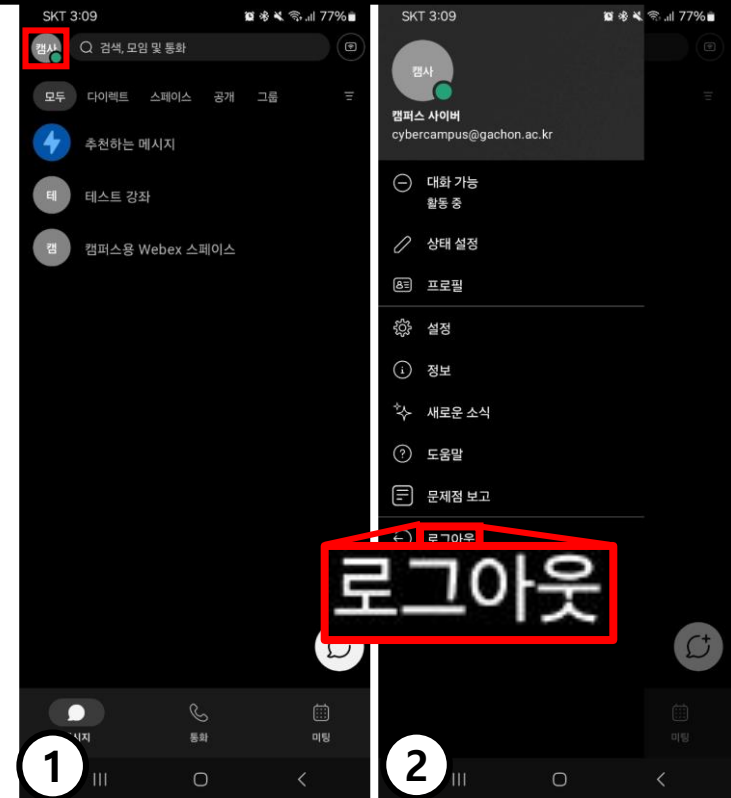 SKT 3:09
77%
캠사
검색, 모임 및 통화
모두 다이렉트 스페이스 공개 그룹
추천하는 메시지
테
테스트 강좌
캠
캠퍼스용 Webex 스페이스
통화
미팅
1
SKT 3:09
77%
캠사
캠퍼스 사이버
cybercampus@gachon.ac.kr
대화 가능
활동 중
상태 설정
프로필
설정
정보
새로운 소식
도움말
문제점 보고
로그아웃
로그아웃
미팅
2